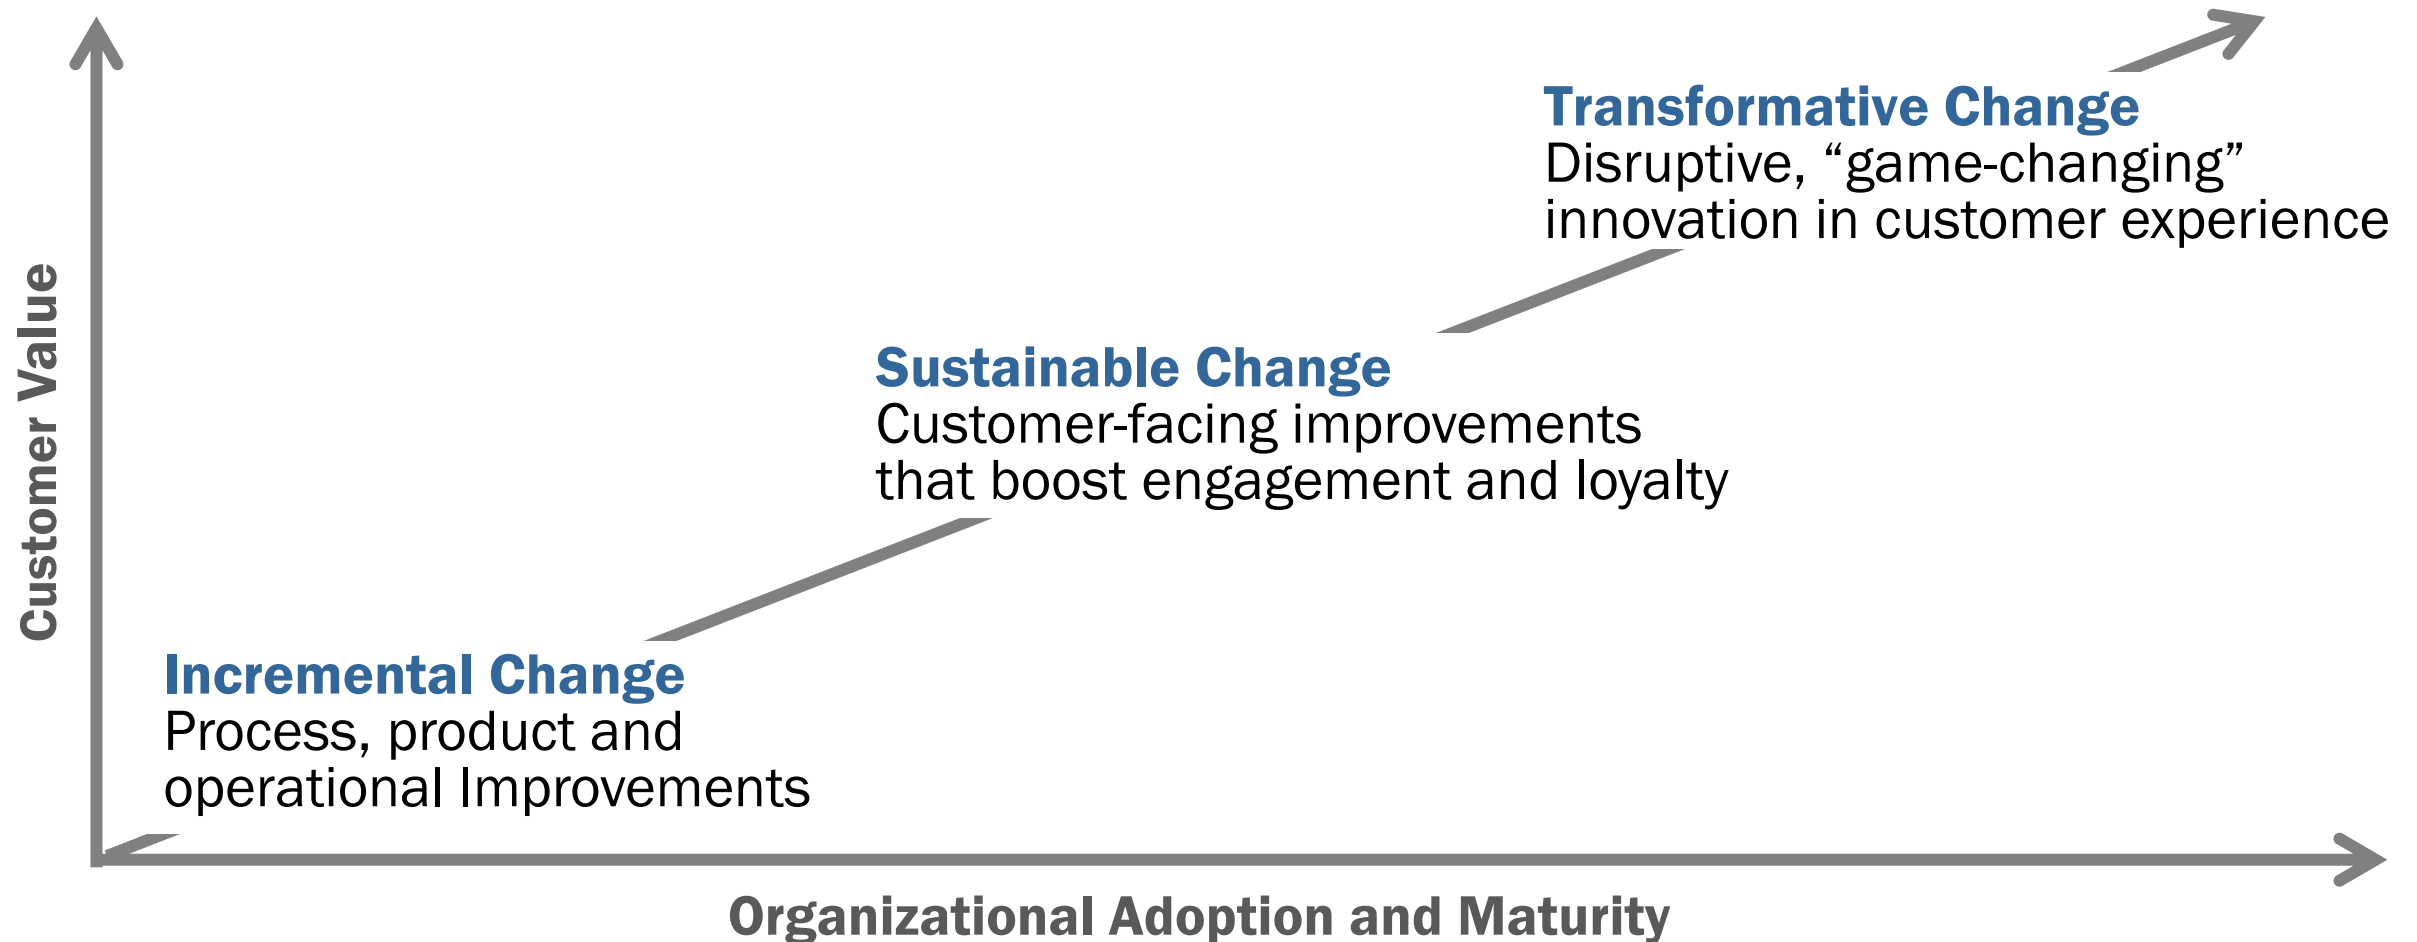 Transformative Change
Disruptive, “game-changing”
innovation in customer experience
Sustainable Change
Customer-facing improvements
that boost engagement and loyalty
Incremental Change
Process, product and
operational Improvements
Customer Value
Organizational Adoption and Maturity